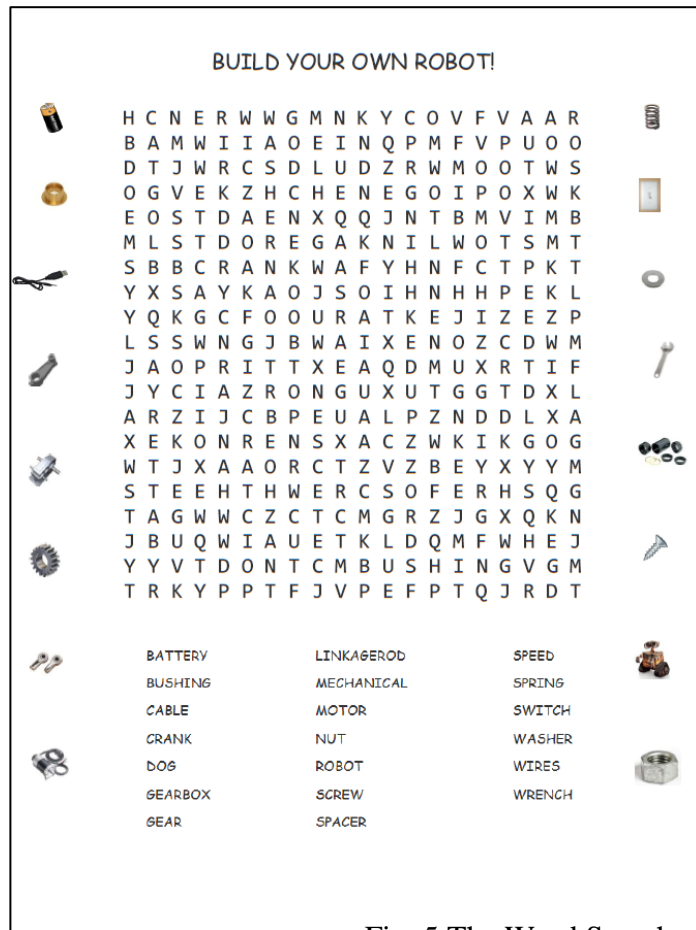 BUILD YOUR OWN ROBOT!
H C N E R W W G M N K Y C O V F V A A R
B A M W I I A O E I N Q P M F V P U O O
D T J W R C S D L U D Z R W M O O T W S
O G V E K Z H C H E N E G O I P O X W K
E O S T D A E N X Q Q J N T B M V I M B
M L S T D O R E G A K N I L W O T S M T
S B B C R A N K W A F Y H N F C T P K T
Y X S A Y K A O J S O I H N H H P E K L
Y Q K G C F O O U R A T K E J I Z E Z P
L S S W N G J B W A I X E N O Z C D W M
J A O P R I T T X E A Q D M U X R T I F
J Y C I A Z R O N G U X U T G G T D X L
A R Z I J C B P E U A L P Z N D D L X A
X E K O N R E N S X A C Z W K I K G O G
W T J X A A O R C T Z V Z B E Y X Y Y M
S T E E H T H W E R C S O F E R H S Q G
T A G W W C Z C T C M G R Z J G X Q K N
J B U Q W I A U E T K L D Q M F W H E J
Y Y V T D O N T C M B U S H I N G V G M
T R K Y P P T F J V P E F P T Q J R D T
BATTERY LINKAGEROD SPEED
BUSHING MECHANICAL SPRING
CABLE MOTOR SWITCH
CRANK NUT WASHER
DOG ROBOT WIRES
GEARBOX SCREW WRENCH
GEAR SPACER